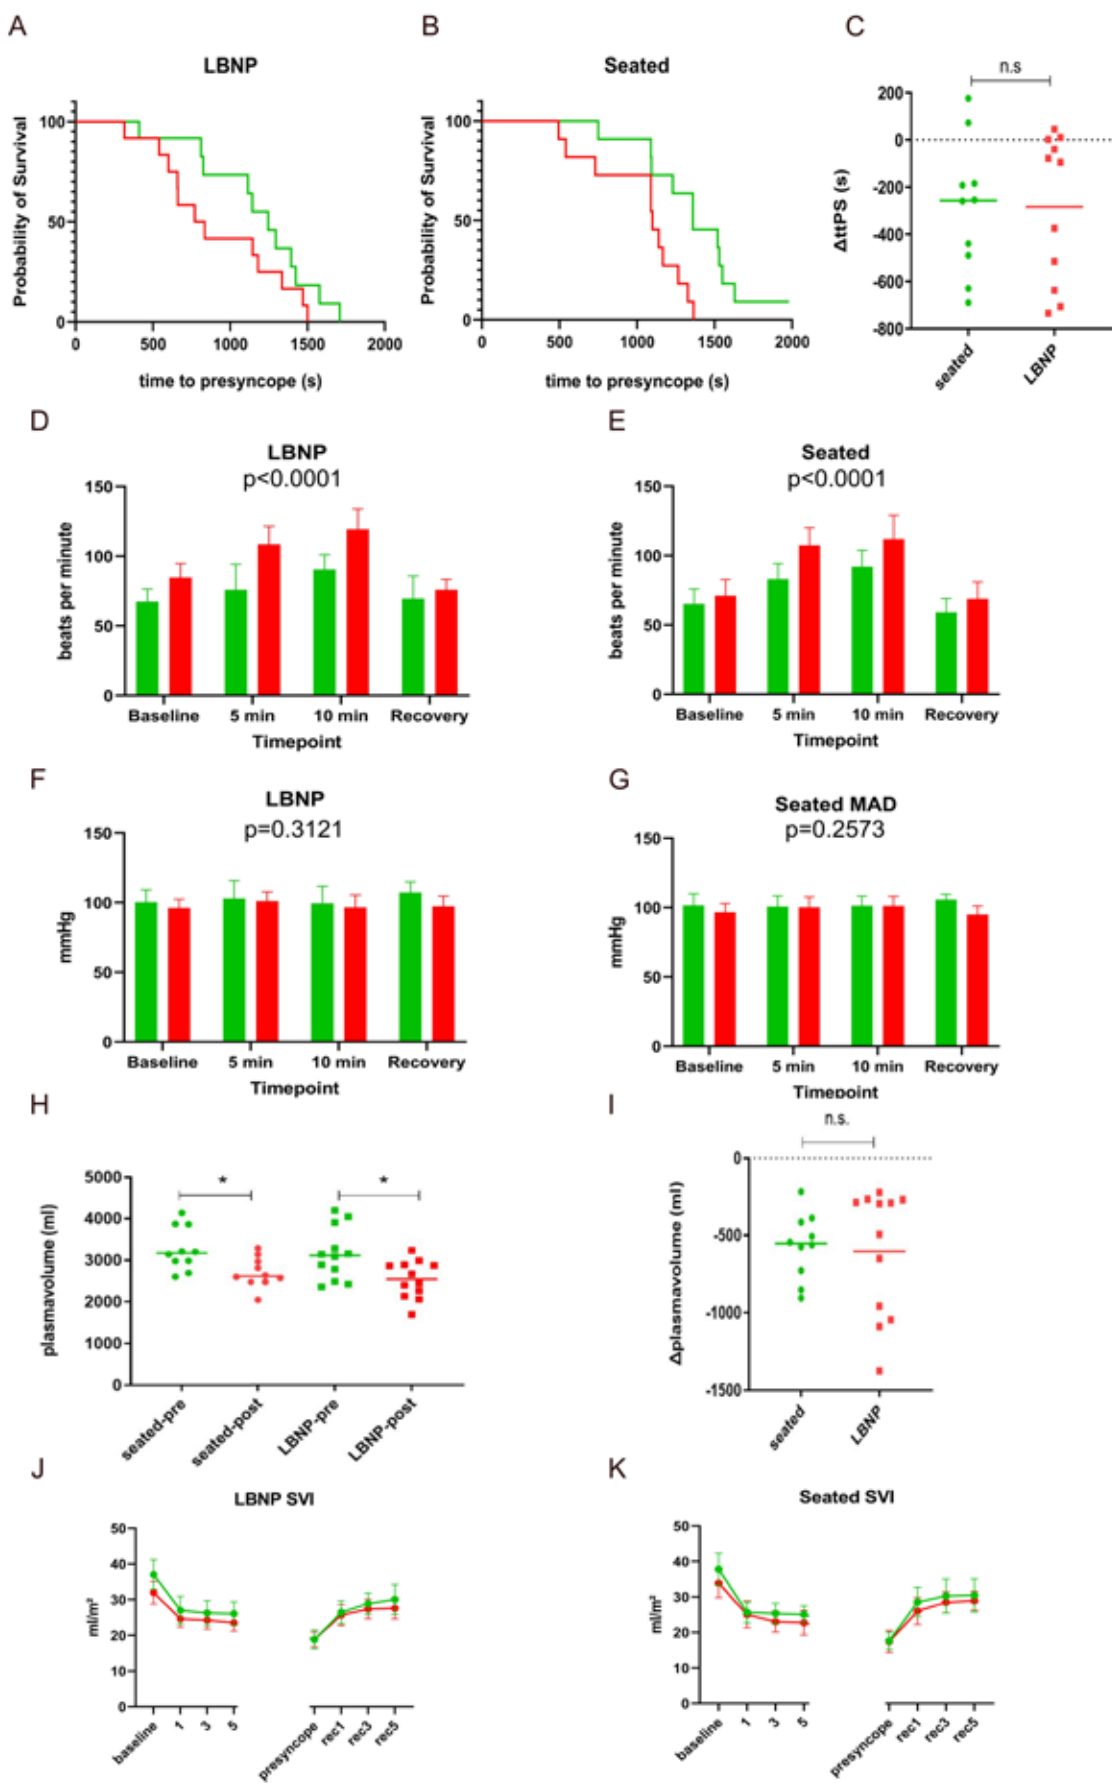 A
B
C
LBNP
Seated
n.s
Probability of Survival
100
50
0
0 500 1000 1500 2000
time to presyncope (s)
Probability of Survival
100
50
0
0 500 1000 1500 2000
time to presyncope (s)
ΔttPS (s)
200
0
-200
-400
-600
-800
seated
LBNP
D
LBNP
p<0.0001
beats per minute
150
100
50
0
Baseline 5 min 10 min Recovery
Timepoint
E
Seated
p<0.0001
beats per minute
150
100
50
0
Baseline 5 min 10 min Recovery
Timepoint
F
LBNP
p=0.3121
mmHg
150
100
50
0
Baseline 5 min 10 min Recovery
Timepoint
G
Seated MAD
p=0.2573
mmHg
150
100
50
0
Baseline 5 min 10 min Recovery
Timepoint
H
*
*
plasmavolume (ml)
5000
4000
3000
2000
1000
0
seated-pre
seated-post
LBNP-pre
LBNP-post
I
n.s.
Δplasmavolume (ml)
0
-500
-1000
-1500
seated
LBNP
J
LBNP SVI
ml/m²
50
40
30
20
10
0
baseline 1 3 5 presyncope rec1 rec3 rec5
K
Seated SVI
ml/m²
50
40
30
20
10
0
baseline 1 3 5 presyncope rec1 rec3 rec5